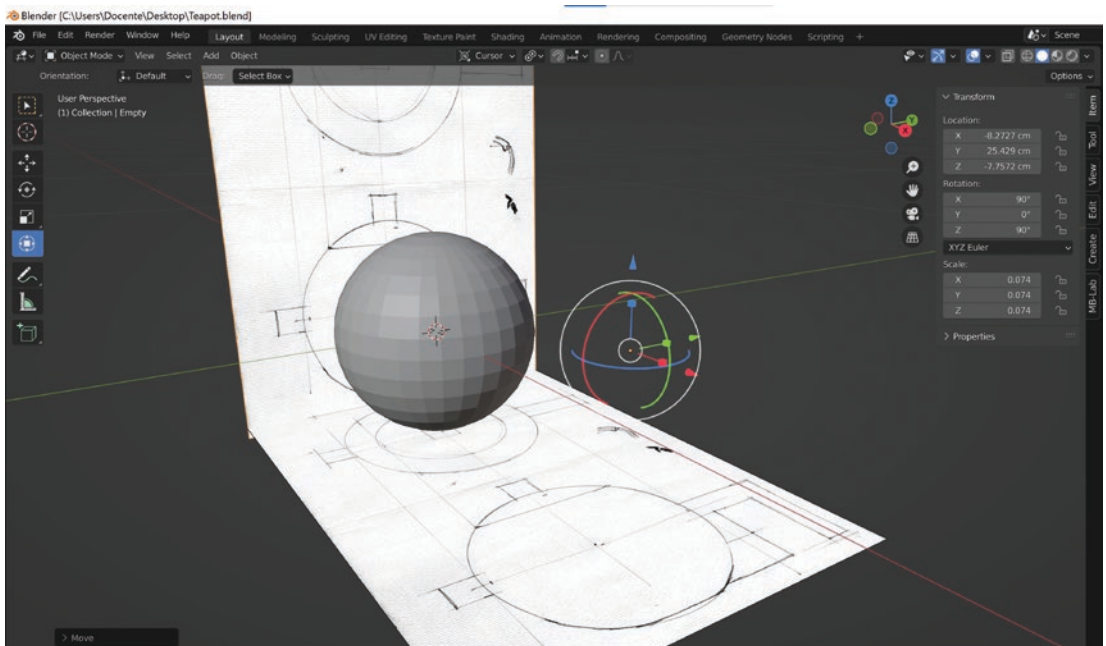 Blender [C:\Users\Docente\Desktop\Teapot.blend]
File Edit Render Window Help Layout Modeling Sculpting UV Editing Texture Paint Shading Animation Rendering Compositing Geometry Nodes Scripting + Scene
Object Mode View Select Add Object Cursor
Orientation: Default Drag: Select Box Options
User Perspective
(1) Collection | Empty
Z
Y
X
Transform
Location:
X -8.2727 cm
Y 25.429 cm
Z -7.7572 cm
Rotation:
X 90°
Y 0°
Z 90°
XYZ Euler
Scale:
X 0.074
Y 0.074
Z 0.074
Properties
Item
Tool
View
Edit
Create
MB-Lab
Move